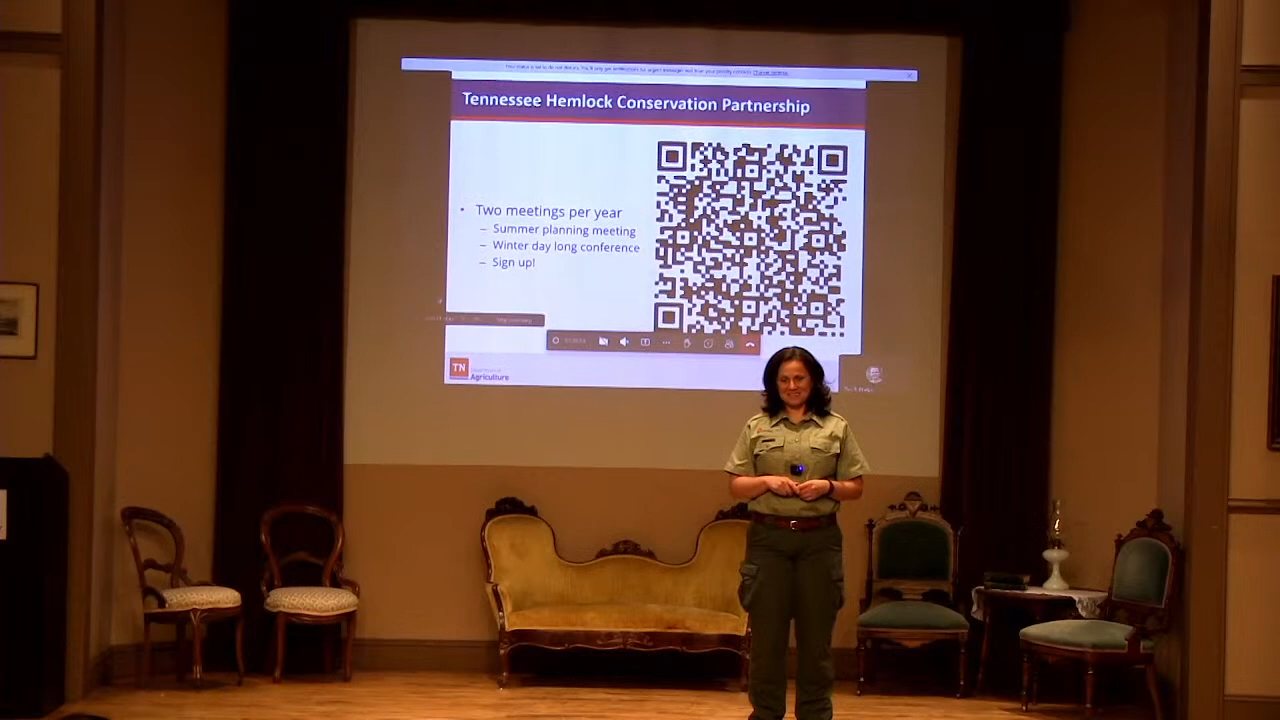 Tennessee Hemlock Conservation Partnership
• Two meetings per year
– Summer planning meeting
– Winter day long conference
– Sign up!
TN
Agriculture